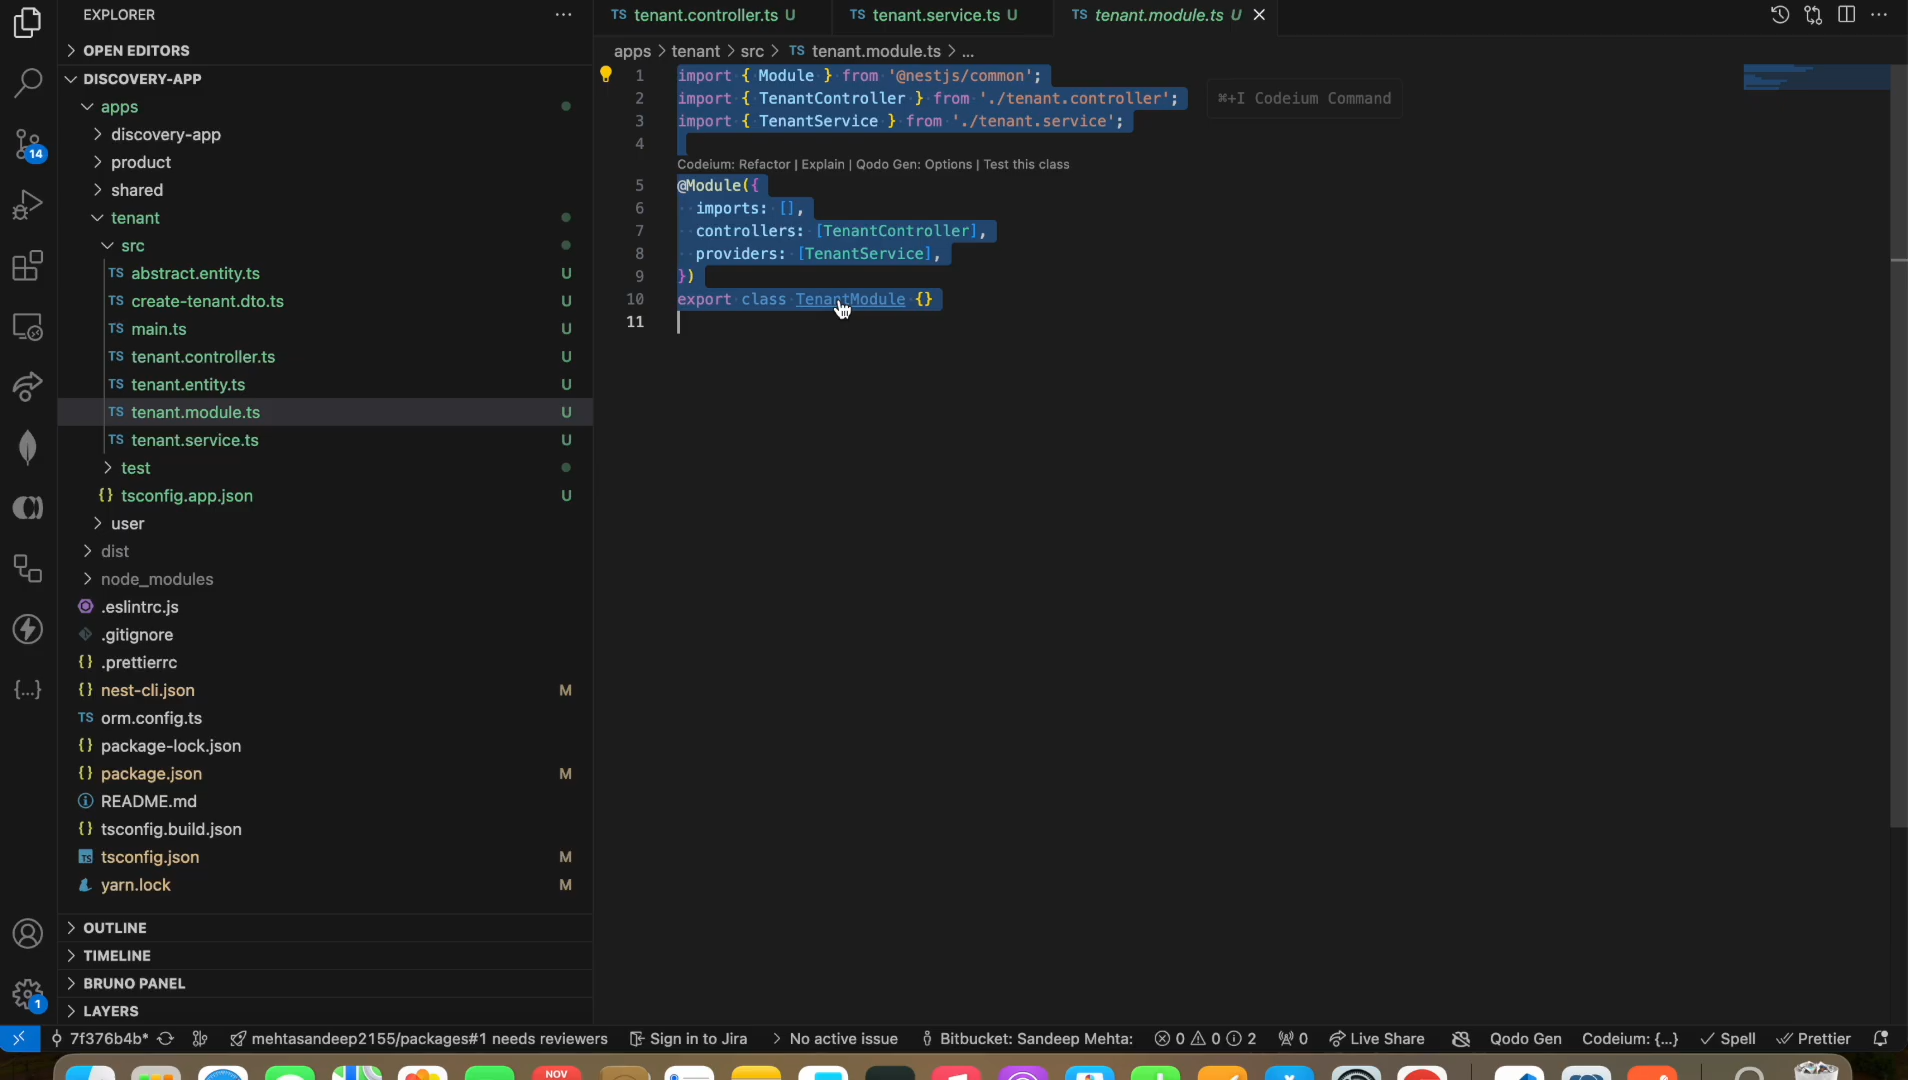 EXPLORER
OPEN EDITORS
DISCOVERY-APP
apps
discovery-app
product
shared
tenant
src
TS abstract.entity.ts U
TS create-tenant.dto.ts U
TS main.ts U
TS tenant.controller.ts U
TS tenant.entity.ts U
TS tenant.module.ts U
TS tenant.service.ts U
test
{} tsconfig.app.json U
user
dist
node_modules
.eslintrc.js
.gitignore
{} .prettierrc
{} nest-cli.json M
TS orm.config.ts
{} package-lock.json
{} package.json M
README.md
{} tsconfig.build.json
TS tsconfig.json M
yarn.lock M
OUTLINE
TIMELINE
BRUNO PANEL
LAYERS
14
{...}
1
TS tenant.controller.ts U
TS tenant.service.ts U
TS tenant.module.ts U
apps > tenant > src > TS tenant.module.ts > ...
1 import { Module } from '@nestjs/common';
2 import { TenantController } from './tenant.controller';
⌘+I Codeium Command
3 import { TenantService } from './tenant.service';
4
Codeium: Refactor | Explain | Qodo Gen: Options | Test this class
5 @Module({
6 imports: [],
7 controllers: [TenantController],
8 providers: [TenantService],
9 })
10 export class TenantModule {}
11
7f376b4b* mehtasandeep2155/packages#1 needs reviewers Sign in to Jira > No active issue Bitbucket: Sandeep Mehta: 0 0 2 0 Live Share Qodo Gen Codeium: {...} Spell Prettier
NOV